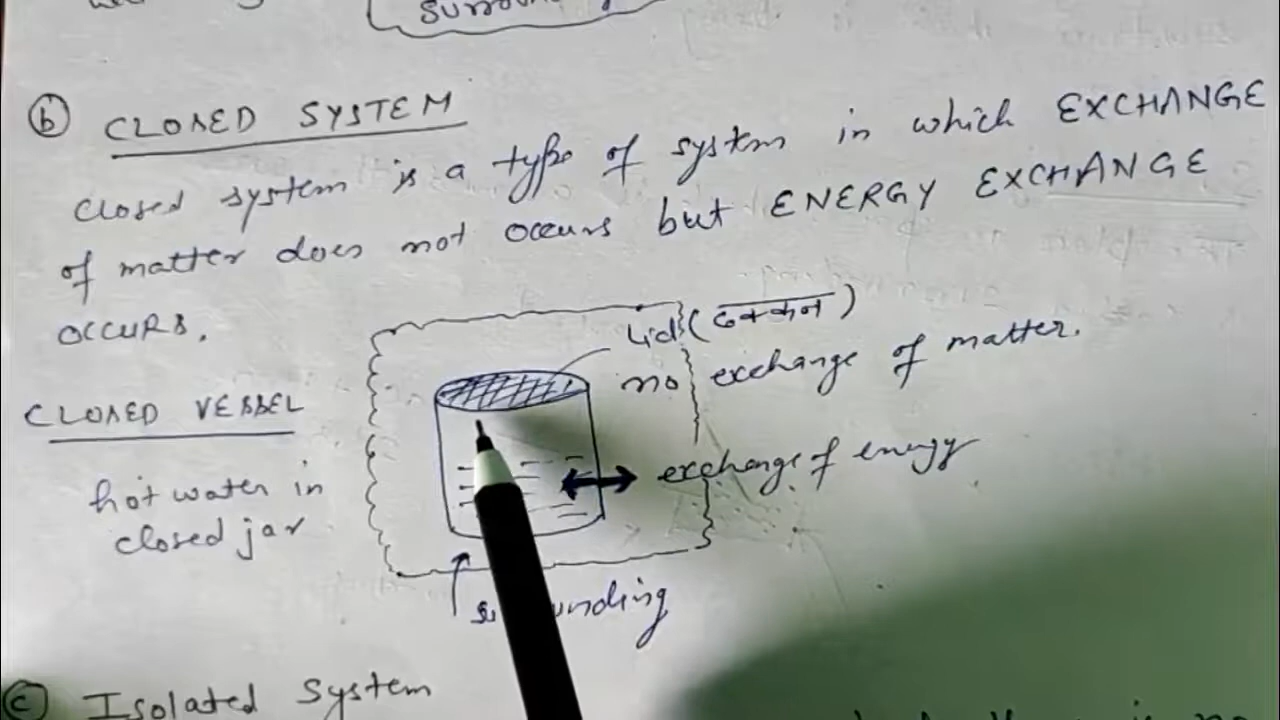 Surroun
b CLOSED SYSTEM
closed system is a type of system in which EXCHANGE
of matter does not occurs but ENERGY EXCHANGE
OCCURS.
Lid (ढक्कन)
no exchange of matter.
CLOSED VESSEL
exchange of energy
hot water in
closed jar
c Isolated System
no